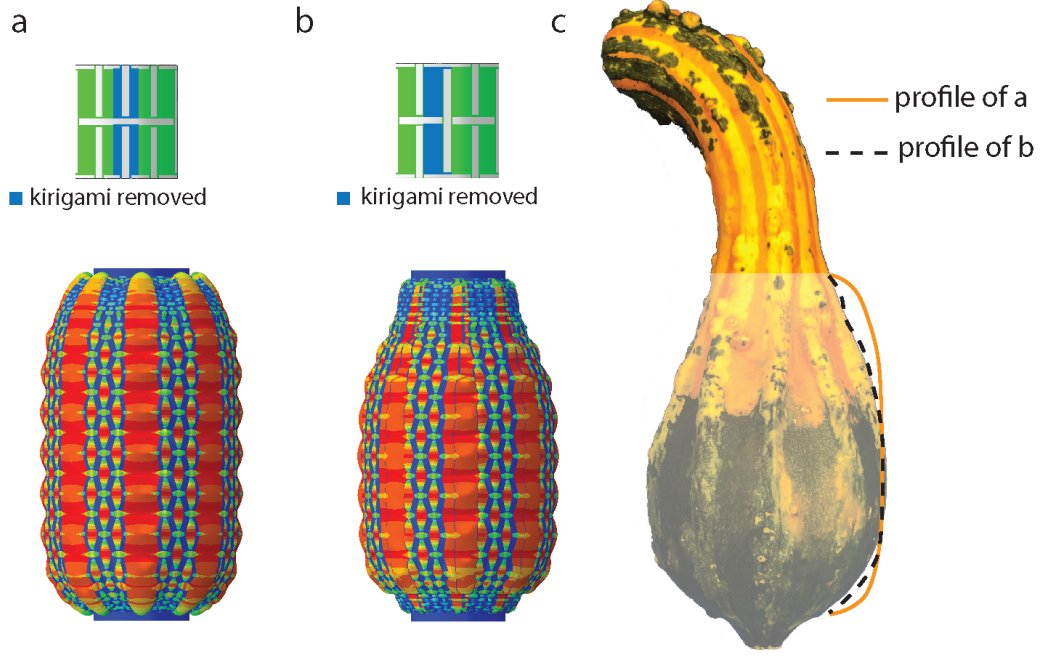 a
b
c
profile of a
profile of b
kirigami removed
kirigami removed